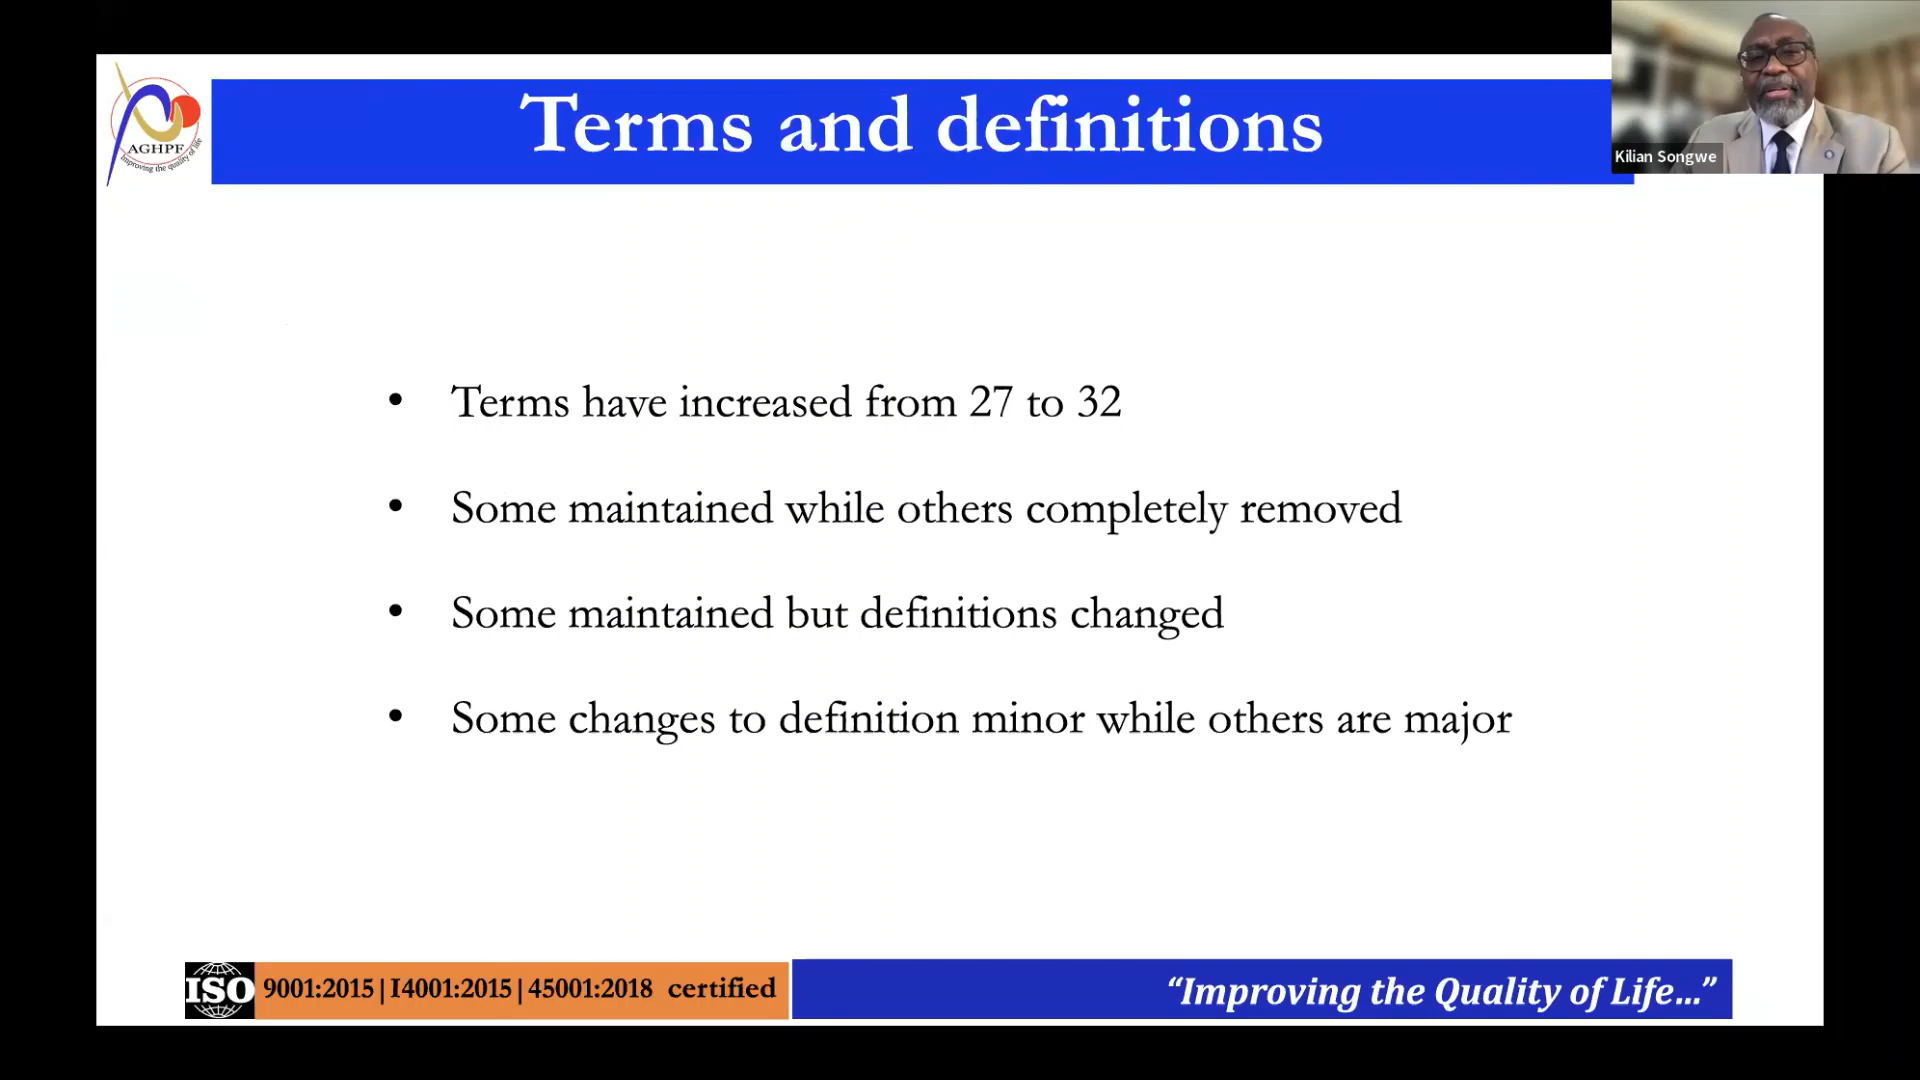 Terms and definitions
AGHPF
Improving the quality of life
Kilian Songwe
• Terms have increased from 27 to 32
• Some maintained while others completely removed
• Some maintained but definitions changed
• Some changes to definition minor while others are major
ISO 9001:2015 | I4001:2015 | 45001:2018 certified
“Improving the Quality of Life...”